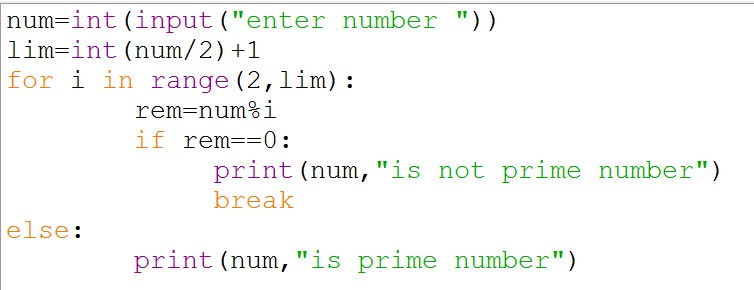 num=int(input("enter number "))
lim=int(num/2)+1
for i in range(2,lim):
        rem=num%i
        if rem==0:
             print(num,"is not prime number")
             break
else:
        print(num,"is prime number")